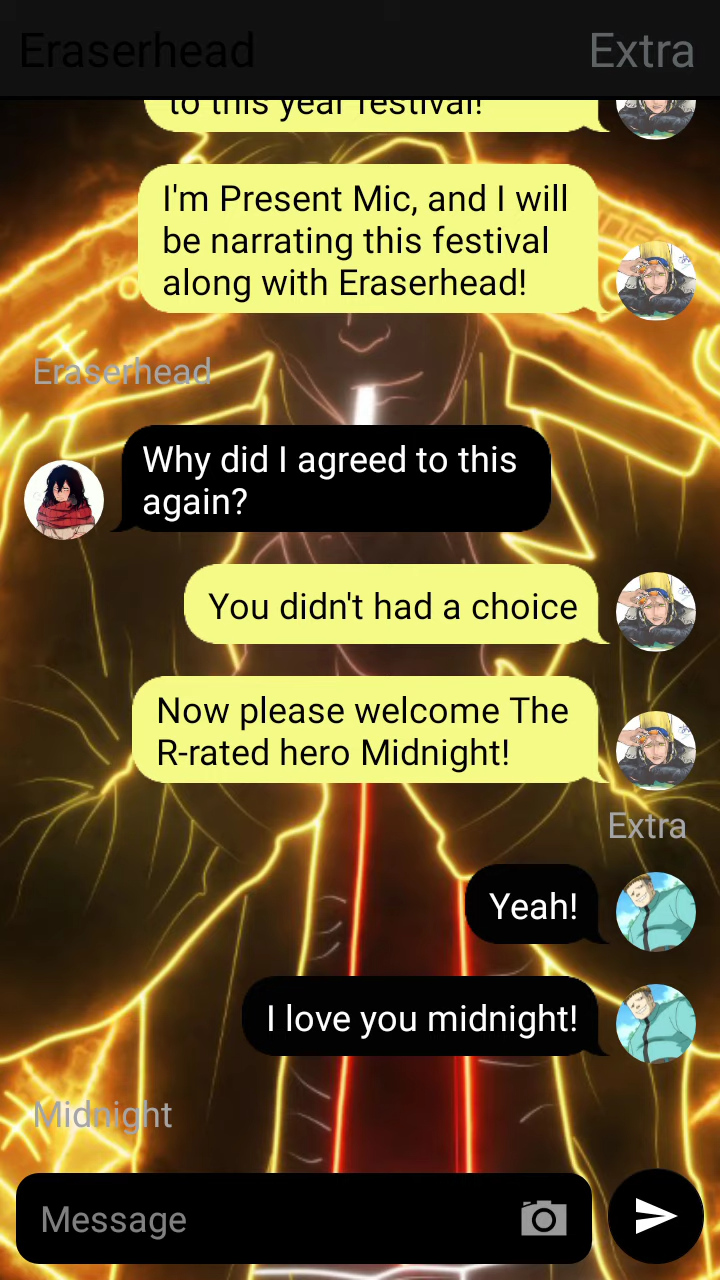 Eraserhead
Extra
to this year festival!
I'm Present Mic, and I will
be narrating this festival
along with Eraserhead!
Eraserhead
Why did I agreed to this
again?
You didn't had a choice
Now please welcome The
R-rated hero Midnight!
Extra
Yeah!
I love you midnight!
Midnight
Message